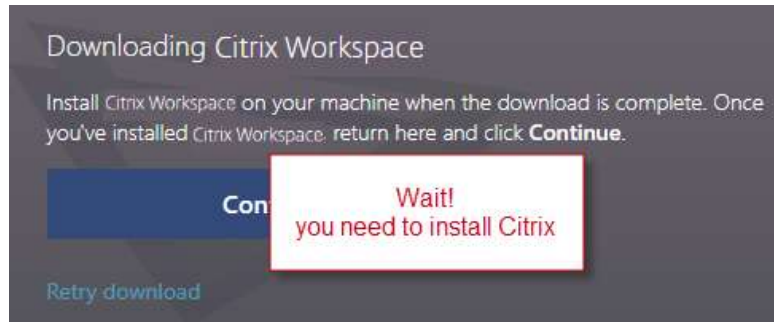 Downloading Citrix Workspace
Install Citrix Workspace on your machine when the download is complete. Once
you've installed Citrix Workspace. return here and click Continue.
Con
Wait!
you need to install Citrix
Retry download